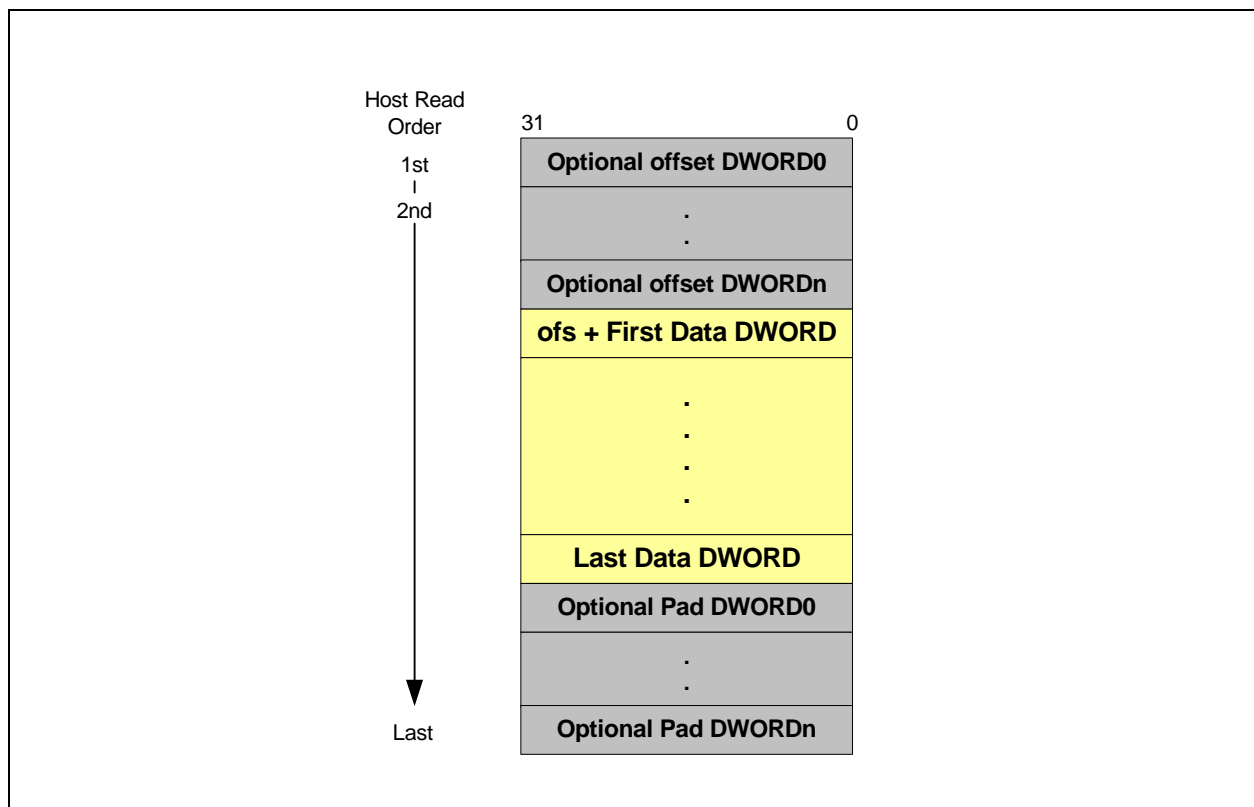 Host Read
Order
31 0
Optional offset DWORD0
1st
2nd
.
.
Optional offset DWORDn
ofs + First Data DWORD
.
.
.
.
Last Data DWORD
Optional Pad DWORD0
.
.
Optional Pad DWORDn
Last